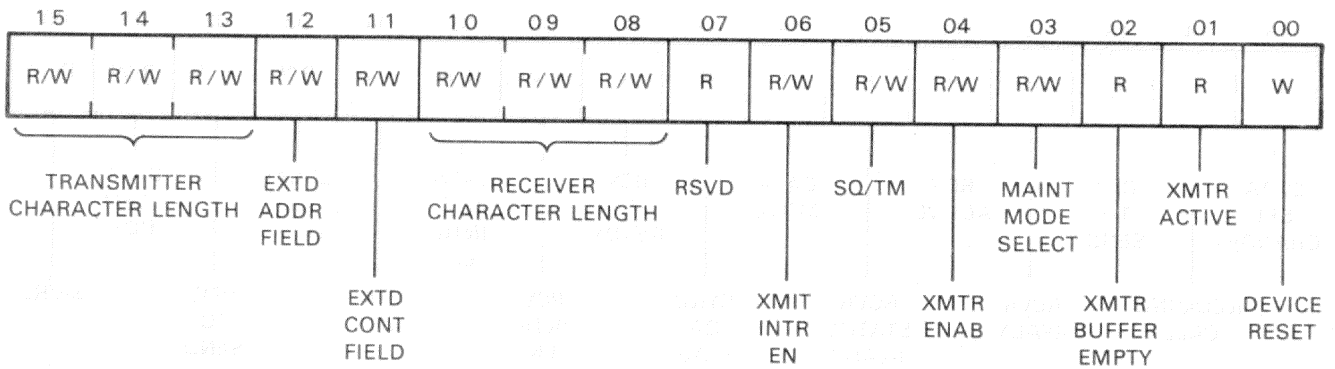 15 14 13 12 11 10 09 08 07 06 05 04 03 02 01 00
R/W R/W R/W R/W R/W R/W R/W R/W R R/W R/W R/W R/W R R W
TRANSMITTER
CHARACTER LENGTH
EXTD
ADDR
FIELD
RECEIVER
CHARACTER LENGTH
RSVD
SQ/TM
MAINT
MODE
SELECT
XMTR
ACTIVE
EXTD
CONT
FIELD
XMIT
INTR
EN
XMTR
ENAB
XMTR
BUFFER
EMPTY
DEVICE
RESET